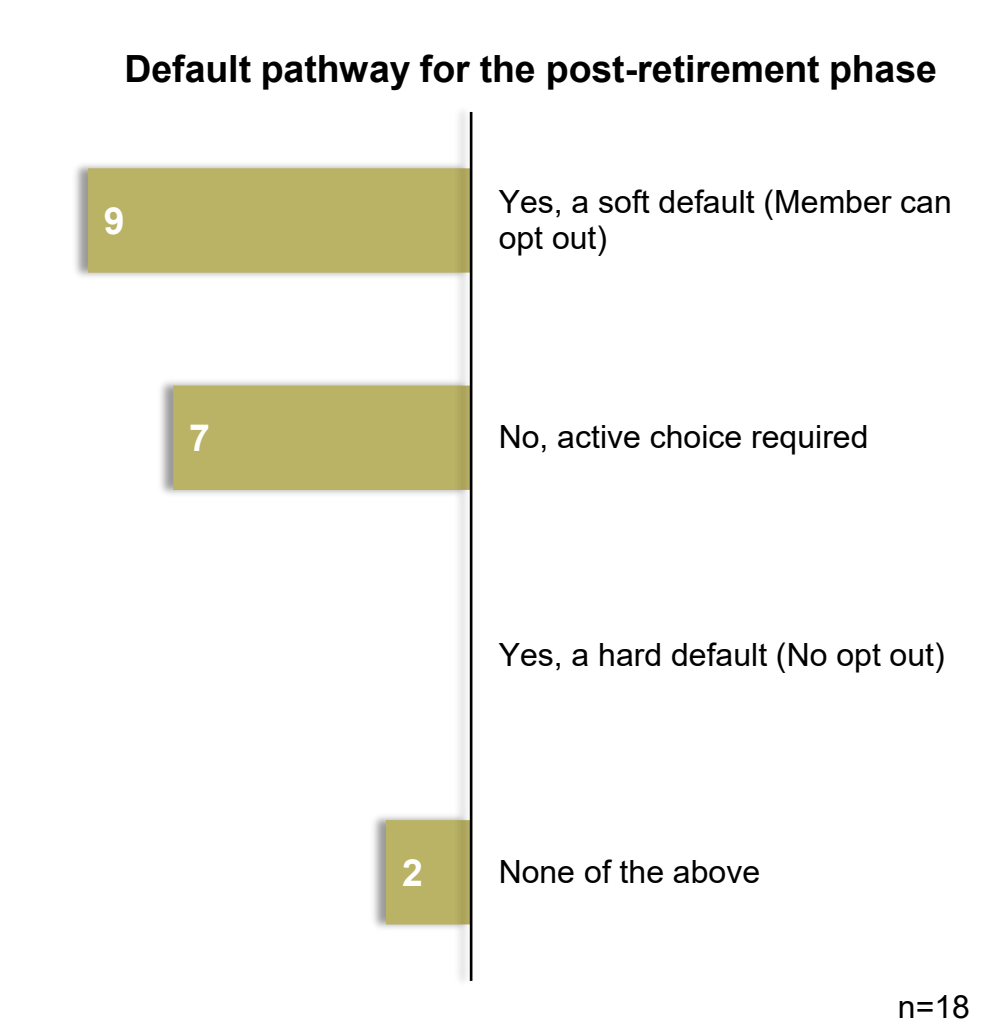 Default pathway for the post-retirement phase
9
Yes, a soft default (Member can
opt out)
7
No, active choice required
Yes, a hard default (No opt out)
2
None of the above
n=18